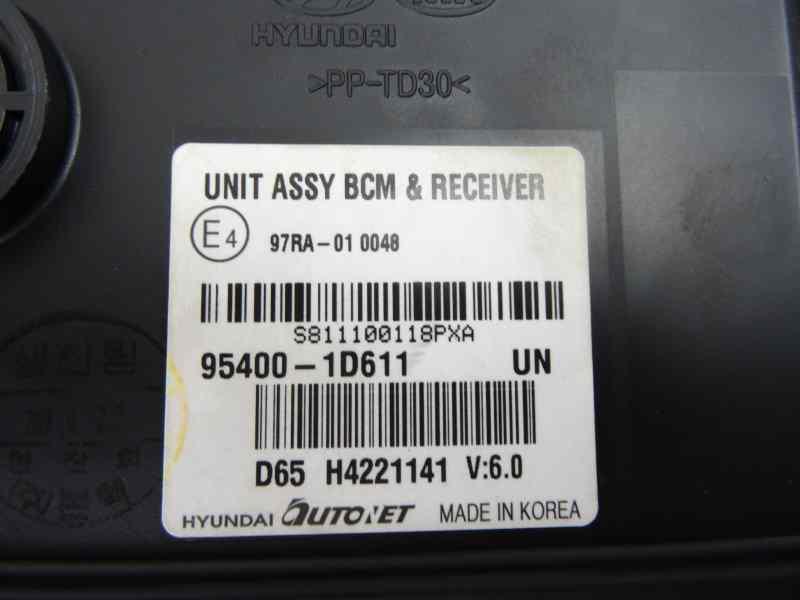 HYUNDAI
>PP-TD30<
UNIT ASSY BCM & RECEIVER
E4 97RA-01 0048
S811100118PXA
95400-1D611 UN
D65 H4221141 V:6.0
HYUNDAI AUTONET MADE IN KOREA